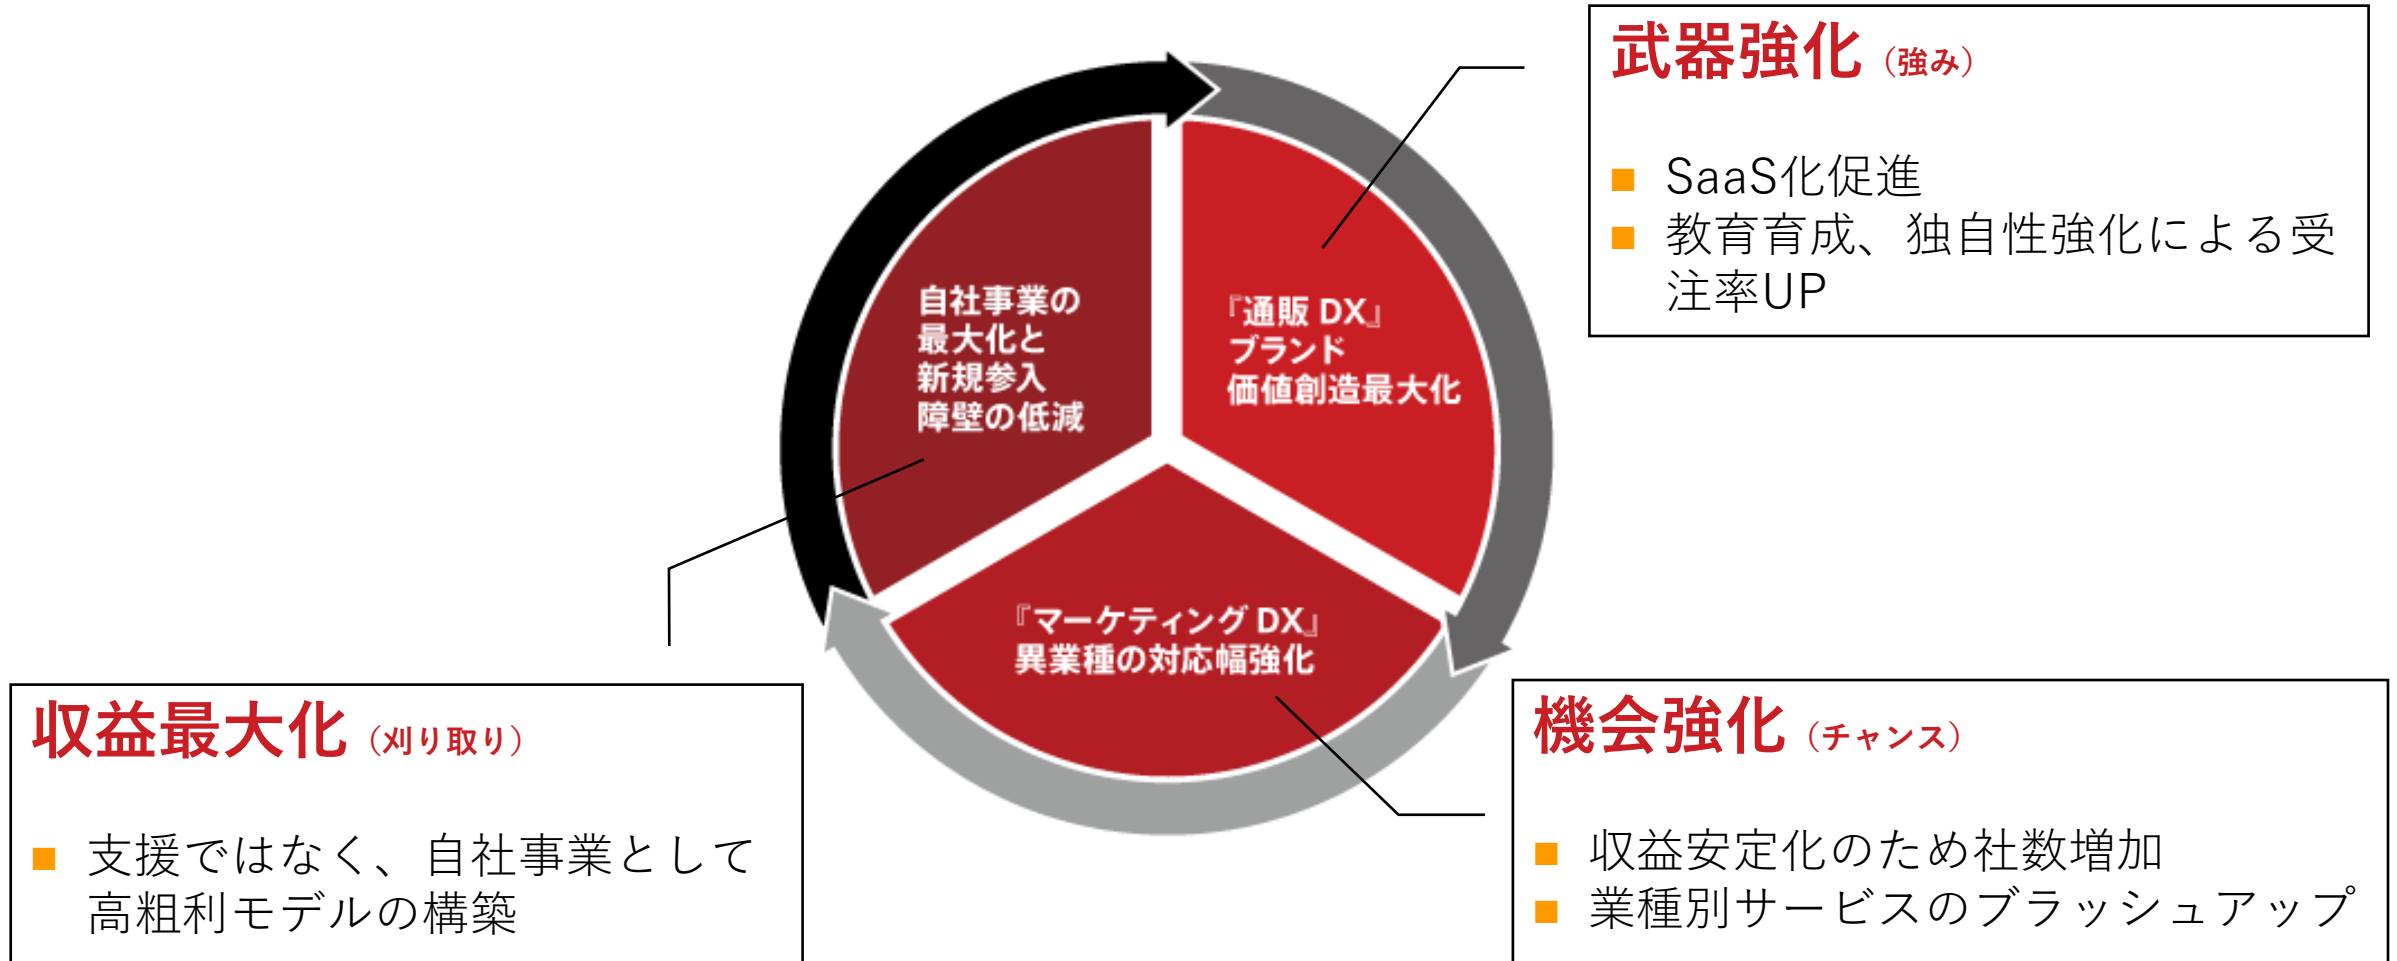 武器強化（強み）
■ SaaS化促進
■ 教育育成、独自性強化による受
注率UP
自社事業の
最大化と
新規参入
障壁の低減
『通販 DX』
ブランド
価値創造最大化
『マーケティング DX』
異業種の対応幅強化
収益最大化（刈り取り）
■ 支援ではなく、自社事業として
高粗利モデルの構築
機会強化（チャンス）
■ 収益安定化のため社数増加
■ 業種別サービスのブラッシュアップ